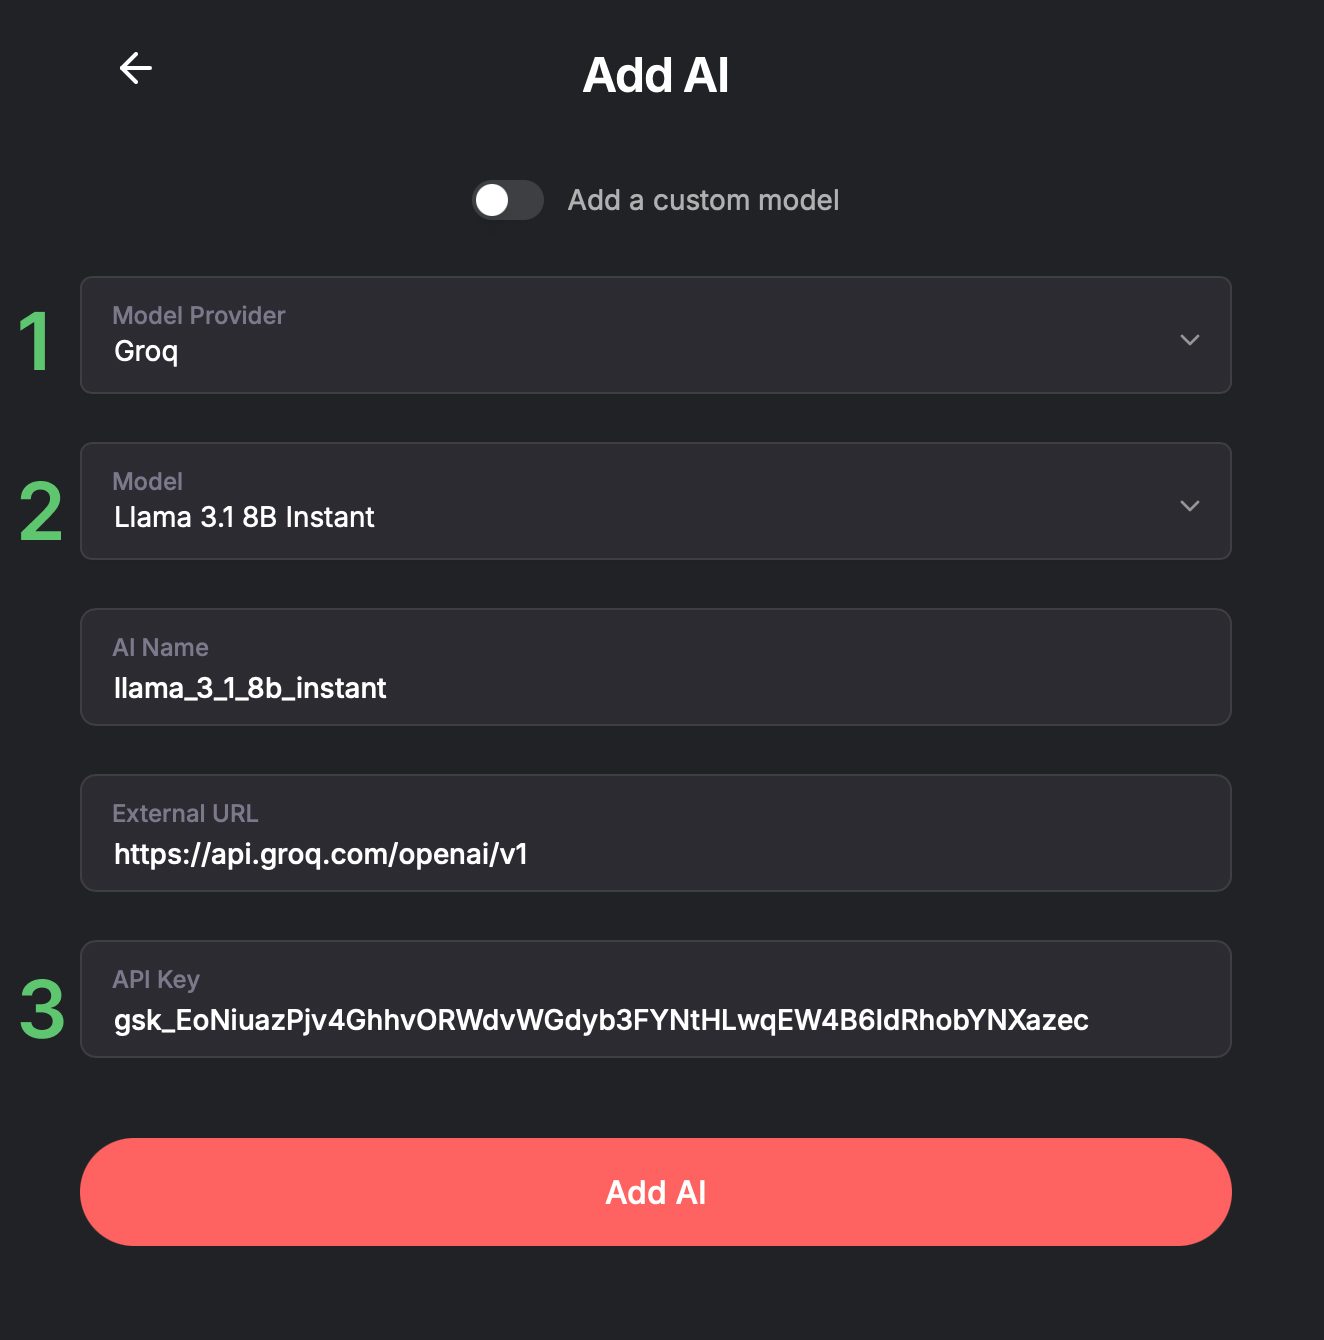 Add AI
Add a custom model
1
Model Provider
Groq
2
Model
Llama 3.1 8B Instant
AI Name
llama_3_1_8b_instant
External URL
https://api.groq.com/openai/v1
3
API Key
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
Add AI